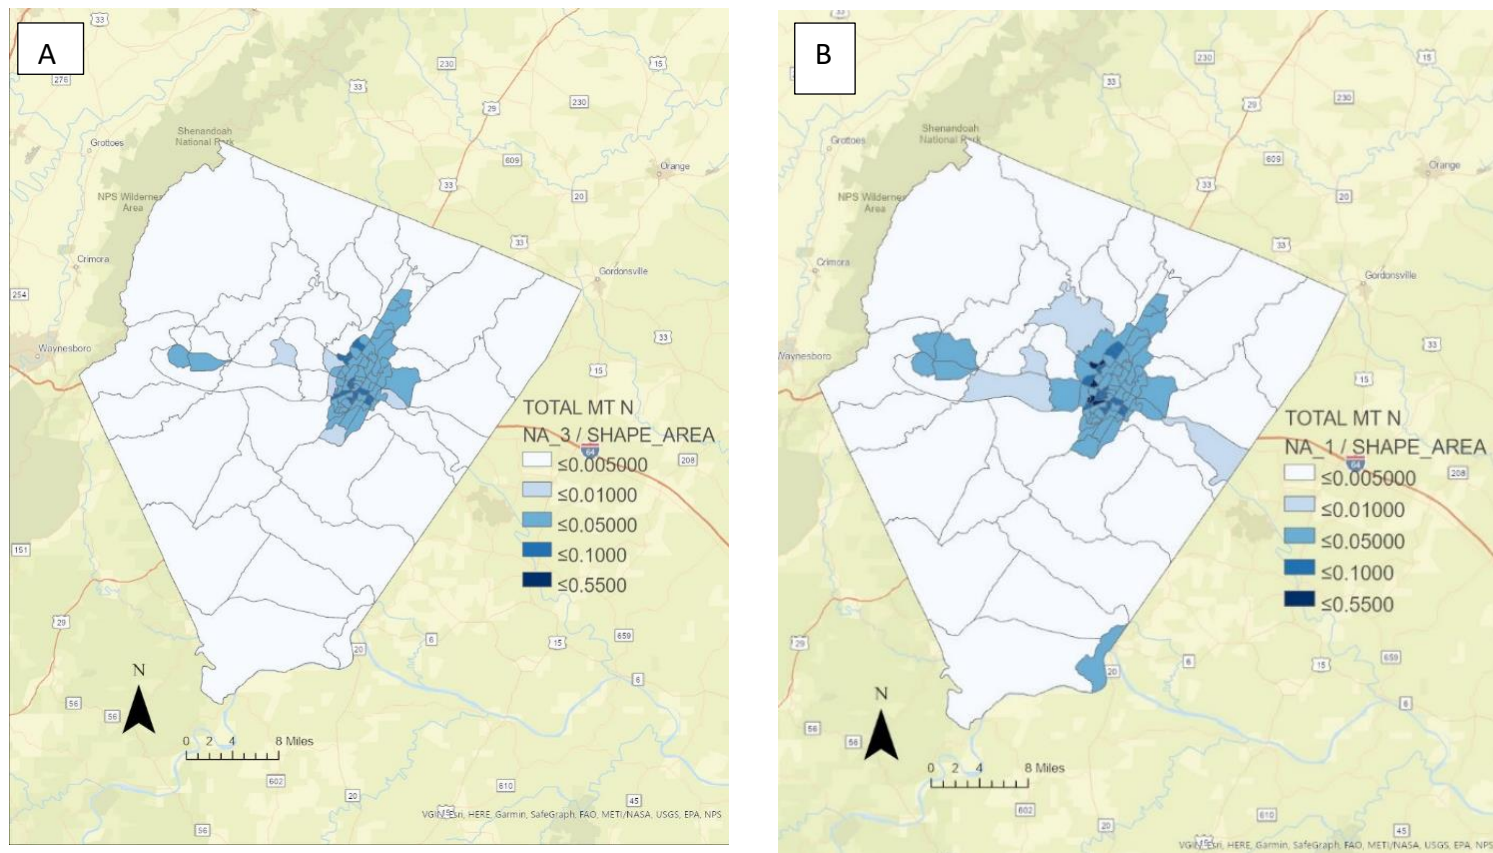 A
33
276
230
15
33
29
230
Grottoes
Shenandoah
National Park
609
Orange
33
20
NPS Wilderness
Area
33
Crimora
Gordonsville
254
33
Waynesboro
15
TOTAL MT N
NA_3 / SHAPE_AREA
64
208
≤0.005000
≤0.01000
≤0.05000
≤0.1000
≤0.5500
151
29
6
15
659
20
6
N
56
56
0 2 4 8 Miles
602
610
20
45
VGIN, Esri, HERE, Garmin, SafeGraph, FAO, METI/NASA, USGS, EPA, NPS
56
B
33
230
15
33
29
230
Grottoes
Shenandoah
National Park
609
Orange
33
20
NPS Wilderness
Area
33
Crimora
Gordonsville
33
Waynesboro
15
TOTAL MT N
NA_1 / SHAPE_AREA
64
208
≤0.005000
≤0.01000
≤0.05000
≤0.1000
≤0.5500
29
6
15
659
20
6
N
56
56
0 2 4 8 Miles
602
610
20
45
VGIN, Esri, HERE, Garmin, SafeGraph, FAO, METI/NASA, USGS, EPA, NPS